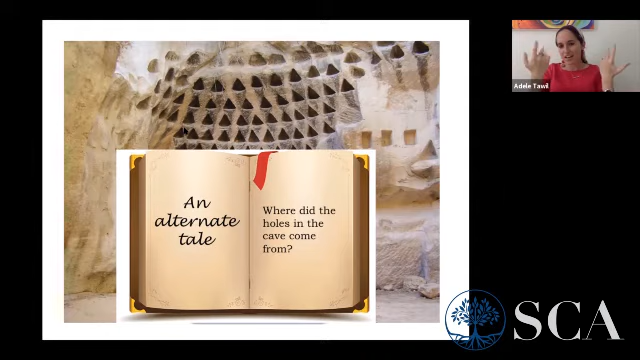 An
alternate
tale
Where did the
holes in the
cave come
from?
Adele Tawil
SCA